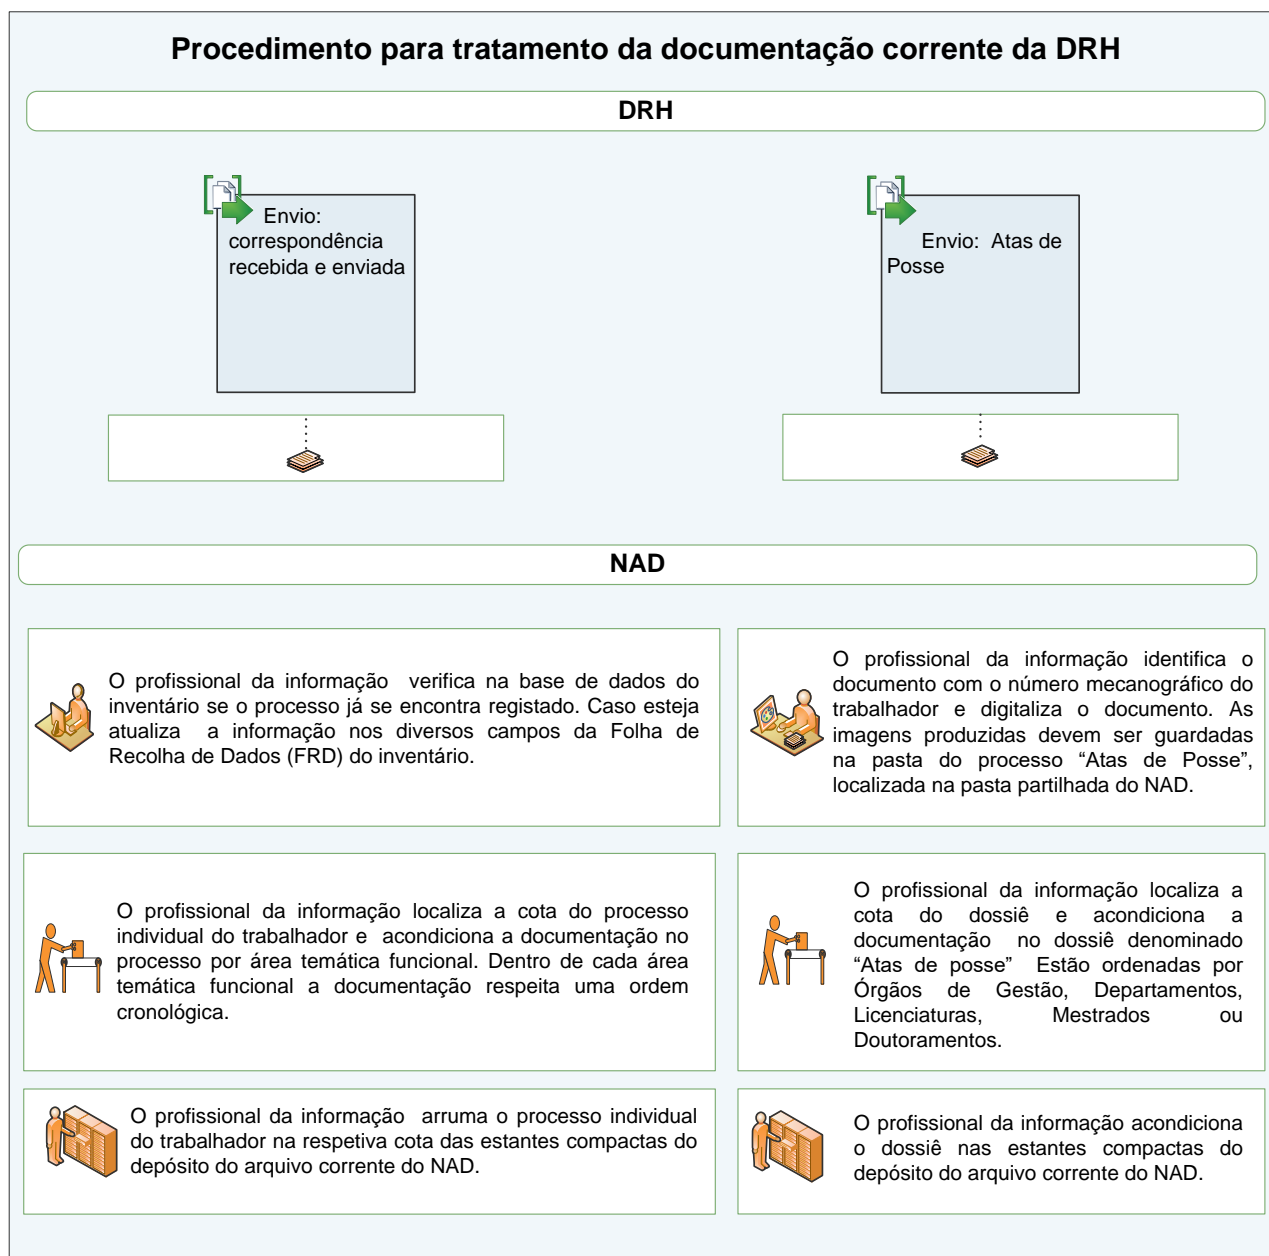 Procedimento para tratamento da documentação corrente da DRH
DRH
Envio:
correspondência
recebida e enviada
Envio: Atas de
Posse
NAD
O profissional da informação verifica na base de dados do
inventário se o processo já se encontra registado. Caso esteja
atualiza a informação nos diversos campos da Folha de
Recolha de Dados (FRD) do inventário.
O profissional da informação identifica o
documento com o número mecanográfico do
trabalhador e digitaliza o documento. As
imagens produzidas devem ser guardadas
na pasta do processo “Atas de Posse”,
localizada na pasta partilhada do NAD.
O profissional da informação localiza a cota do processo
individual do trabalhador e acondiciona a documentação no
processo por área temática funcional. Dentro de cada área
temática funcional a documentação respeita uma ordem
cronológica.
O profissional da informação localiza a
cota do dossiê e acondiciona a
documentação no dossiê denominado
“Atas de posse” Estão ordenadas por
Órgãos de Gestão, Departamentos,
Licenciaturas, Mestrados ou
Doutoramentos.
O profissional da informação arruma o processo individual
do trabalhador na respetiva cota das estantes compactas do
depósito do arquivo corrente do NAD.
O profissional da informação acondiciona
o dossiê nas estantes compactas do
depósito do arquivo corrente do NAD.